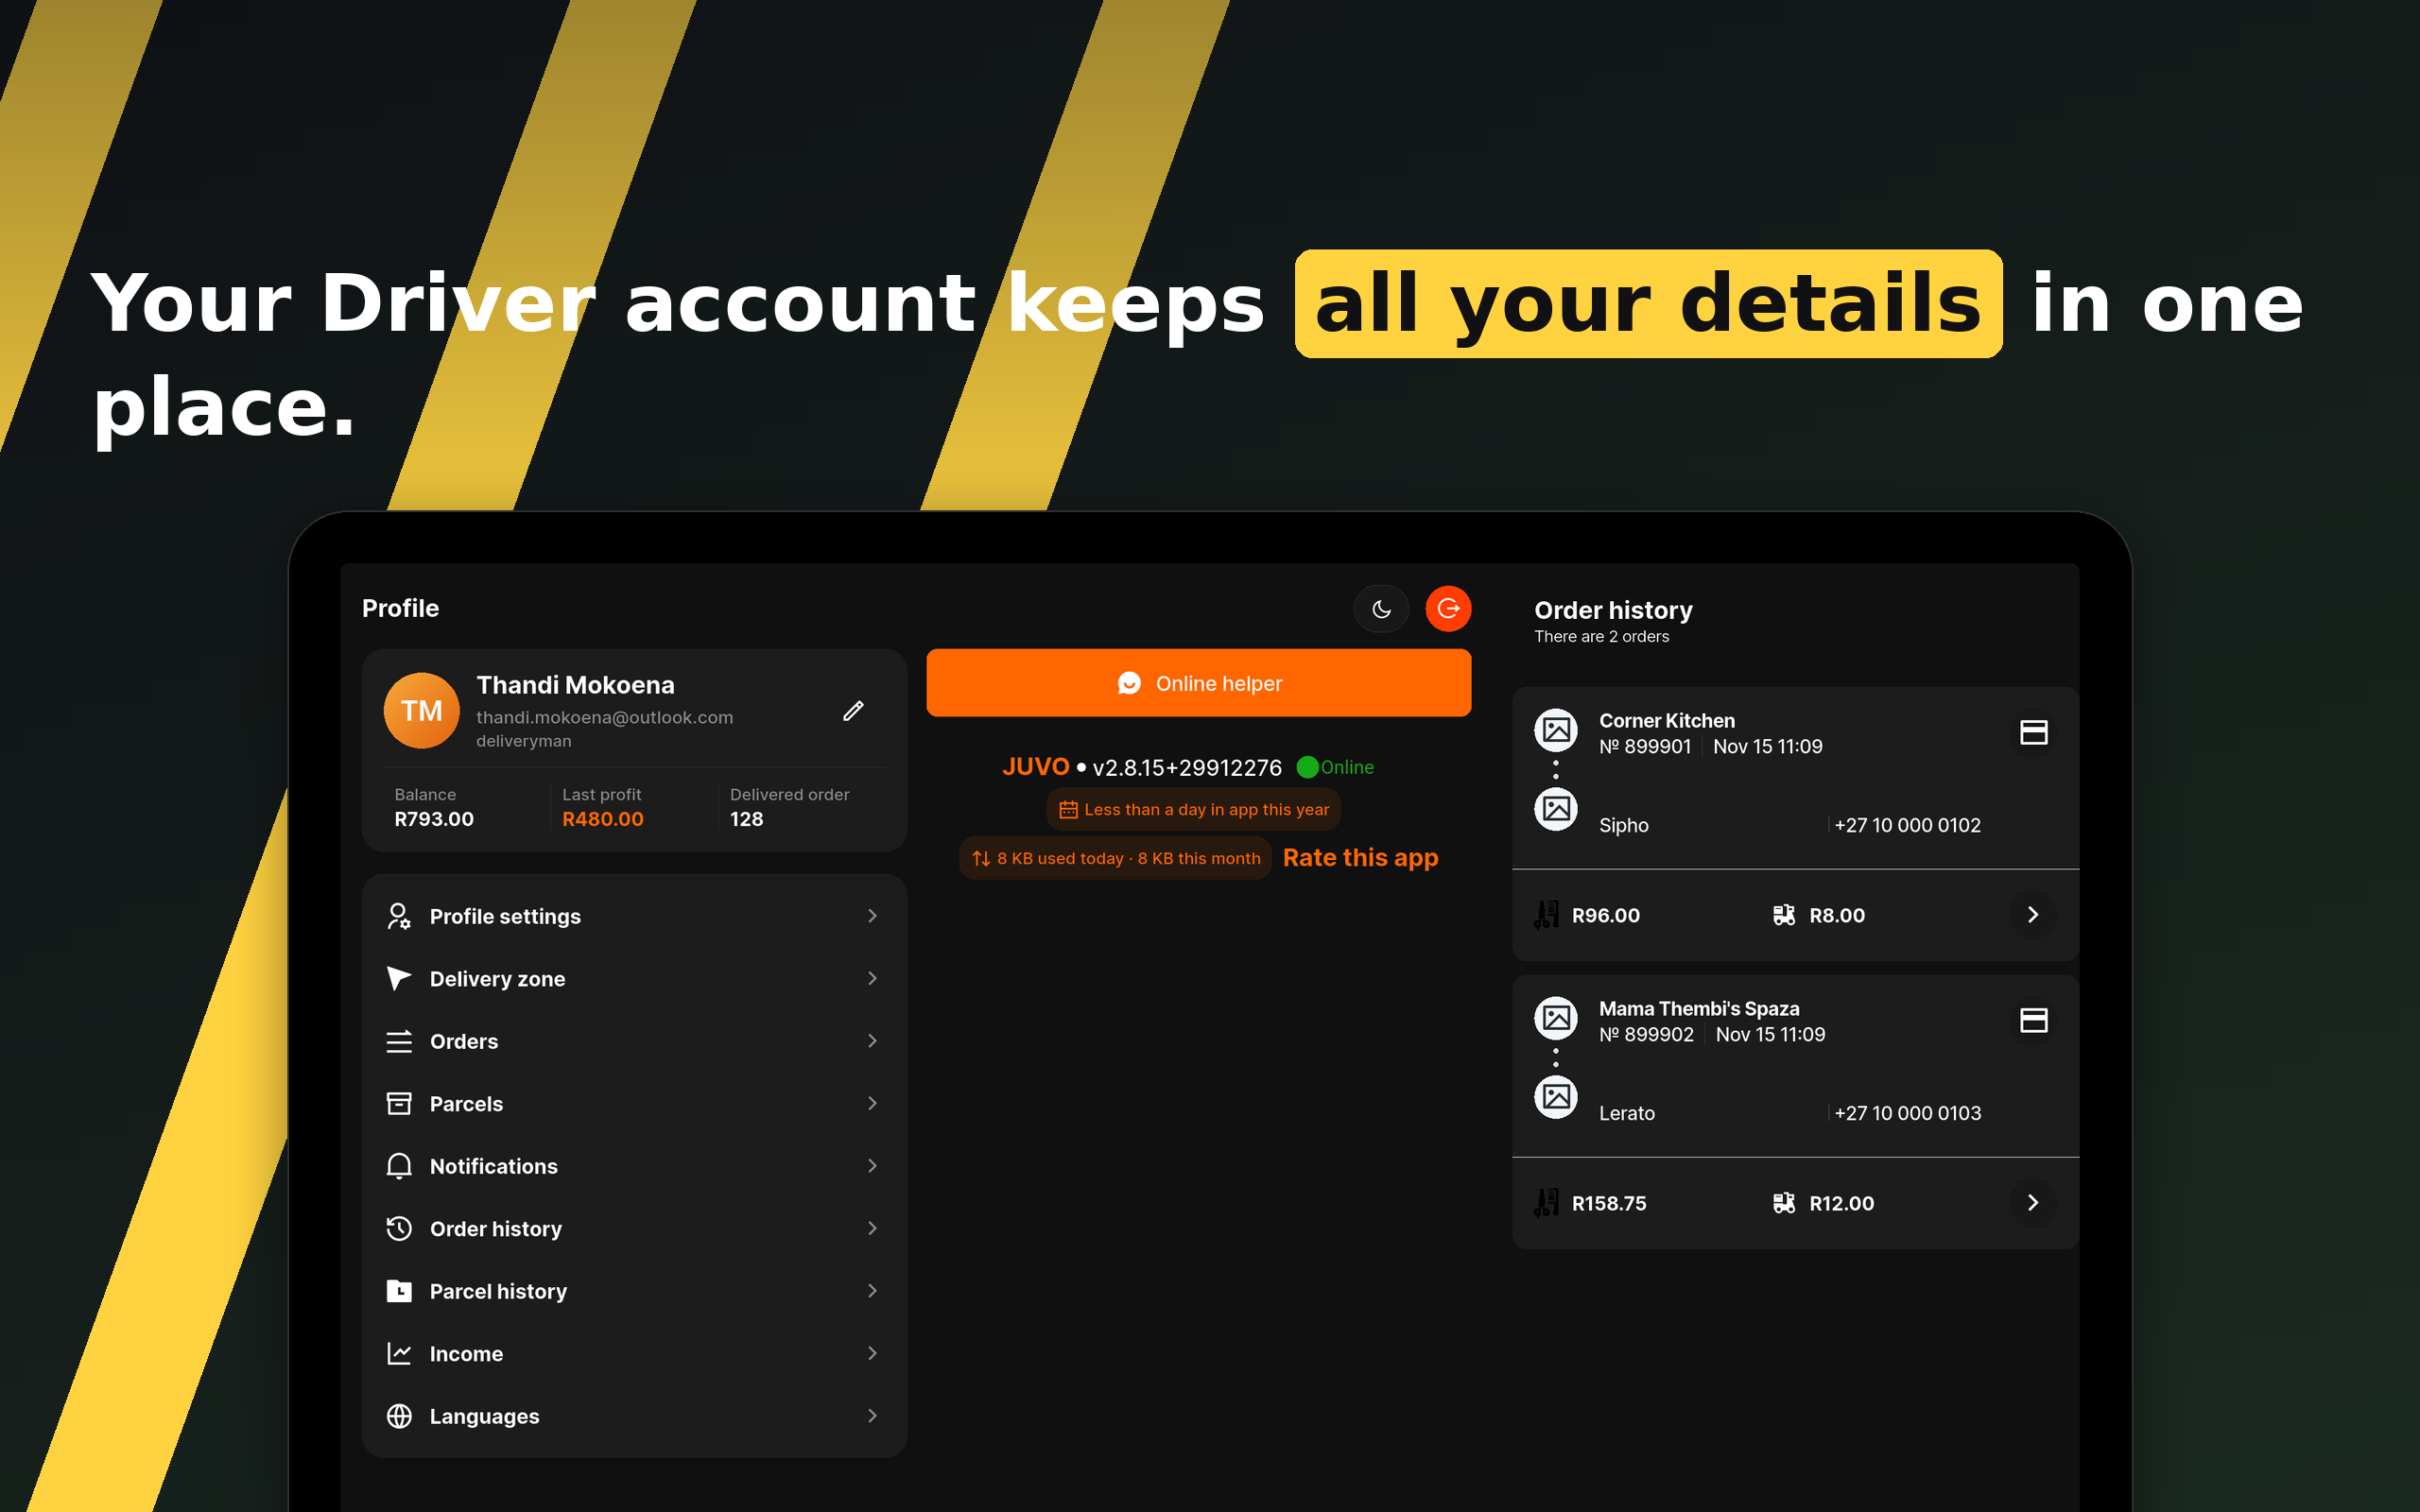 Your Driver account keeps all your details in one
place.
Profile
TM
Thandi Mokoena
thandi.mokoena@outlook.com
deliveryman
Balance
R793.00
Last profit
R480.00
Delivered order
128
Profile settings
Delivery zone
Orders
Parcels
Notifications
Order history
Parcel history
Income
Languages
Online helper
JUVO • v2.8.15+29912276 Online
Less than a day in app this year
8 KB used today · 8 KB this month
Rate this app
Order history
There are 2 orders
Corner Kitchen
№ 899901 Nov 15 11:09
Sipho +27 10 000 0102
R96.00 R8.00
Mama Thembi's Spaza
№ 899902 Nov 15 11:09
Lerato +27 10 000 0103
R158.75 R12.00